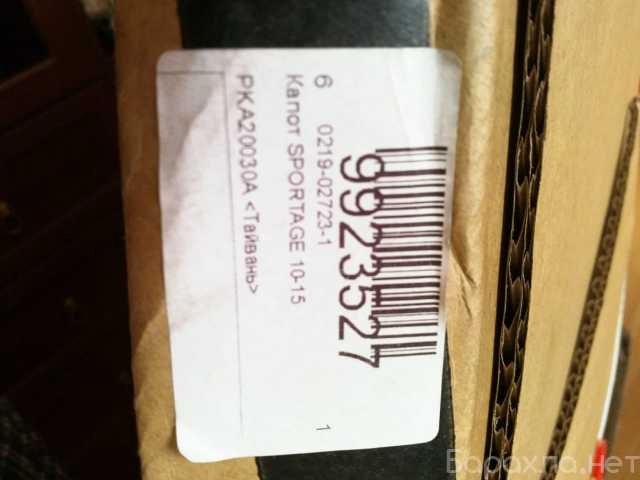 9923527
6 0219-02723-1 1
Капот SPORTAGE 10-15
PKA20030A <Тайвань>
Барахла.нет